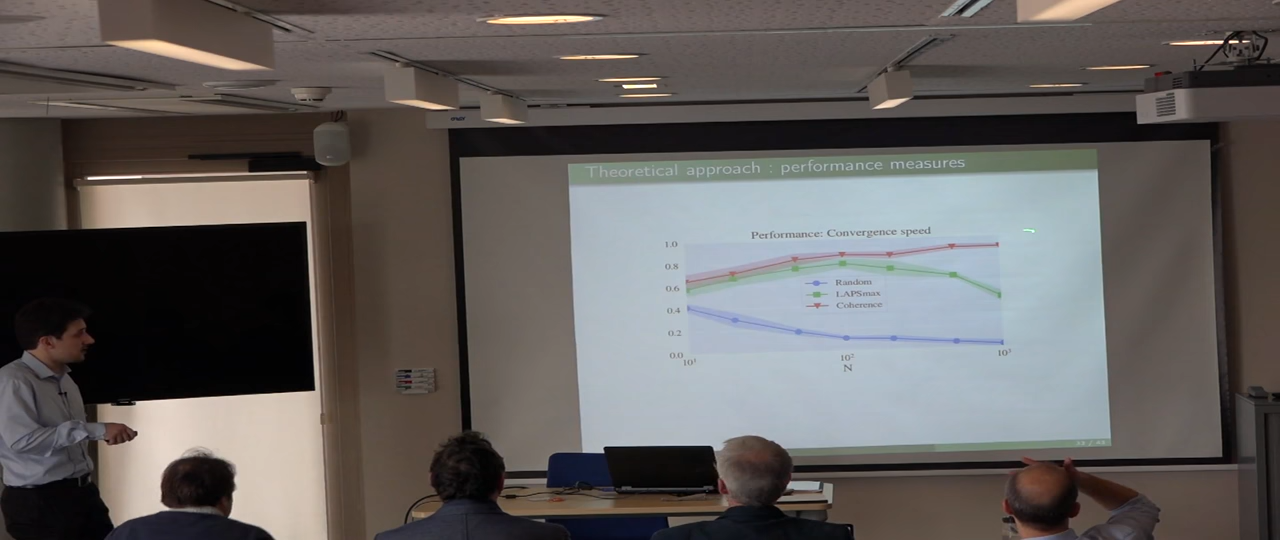 Theoretical approach : performance measures
Performance: Convergence speed
1.0
0.8
0.6
0.4
0.2
0.0
Random
LAPSmax
Coherence
10¹
10²
10³
N